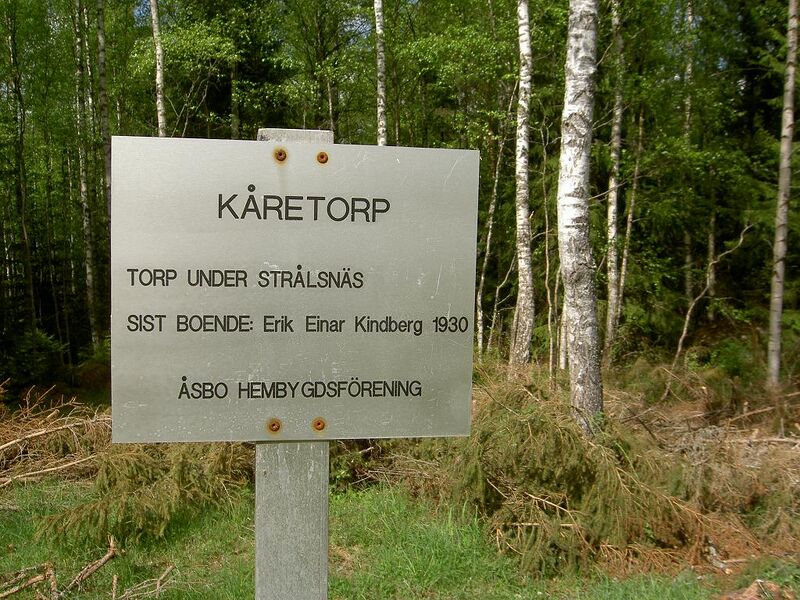 KÅRETORP
TORP UNDER STRÅLSNÄS
SIST BOENDE: Erik Einar Kindberg 1930
ÅSBO HEMBYGDSFÖRENING